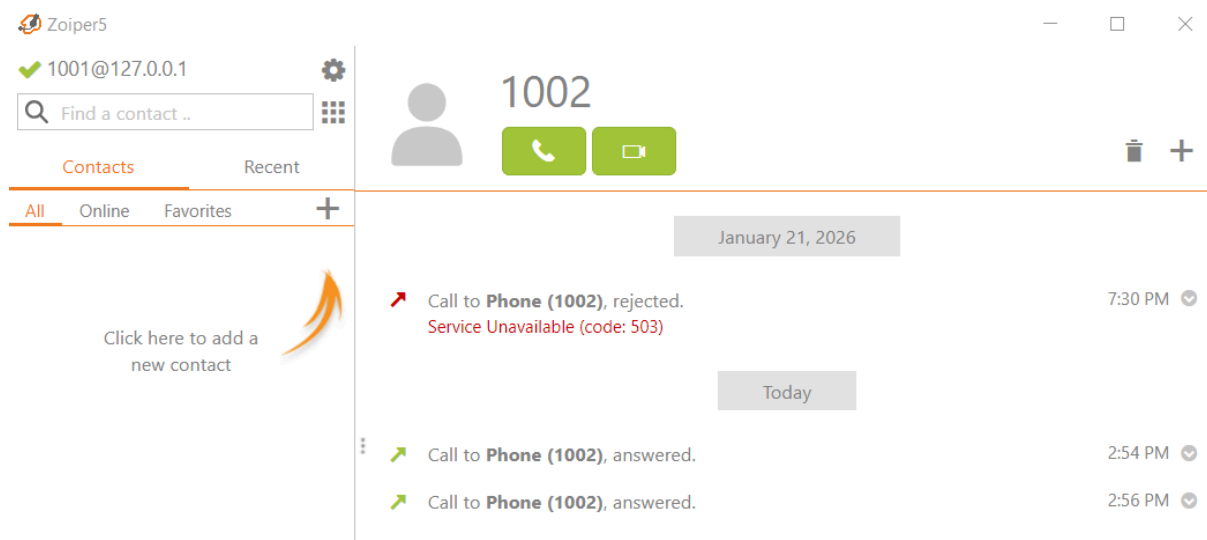 Zoiper5
1001@127.0.0.1
Find a contact ..
Contacts Recent
All Online Favorites
Click here to add a
new contact
1002
January 21, 2026
Call to Phone (1002), rejected. 7:30 PM
Service Unavailable (code: 503)
Today
Call to Phone (1002), answered. 2:54 PM
Call to Phone (1002), answered. 2:56 PM